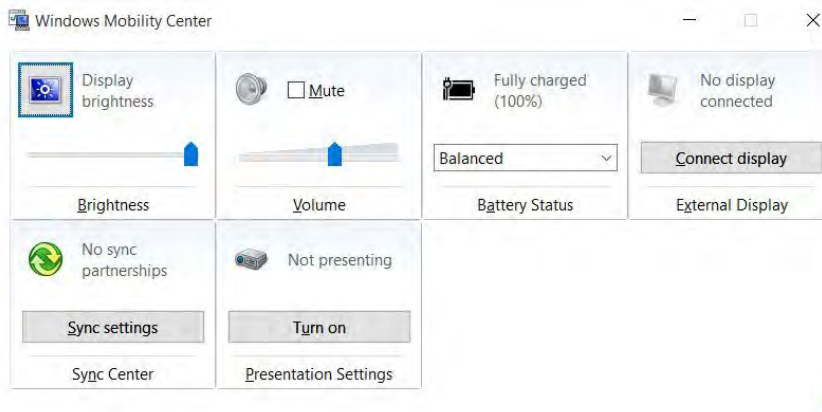 Windows Mobility Center
Display
brightness
Brightness
Mute
Volume
Fully charged
(100%)
Balanced
Battery Status
No display
connected
Connect display
External Display
No sync
partnerships
Sync settings
Sync Center
Not presenting
Turn on
Presentation Settings